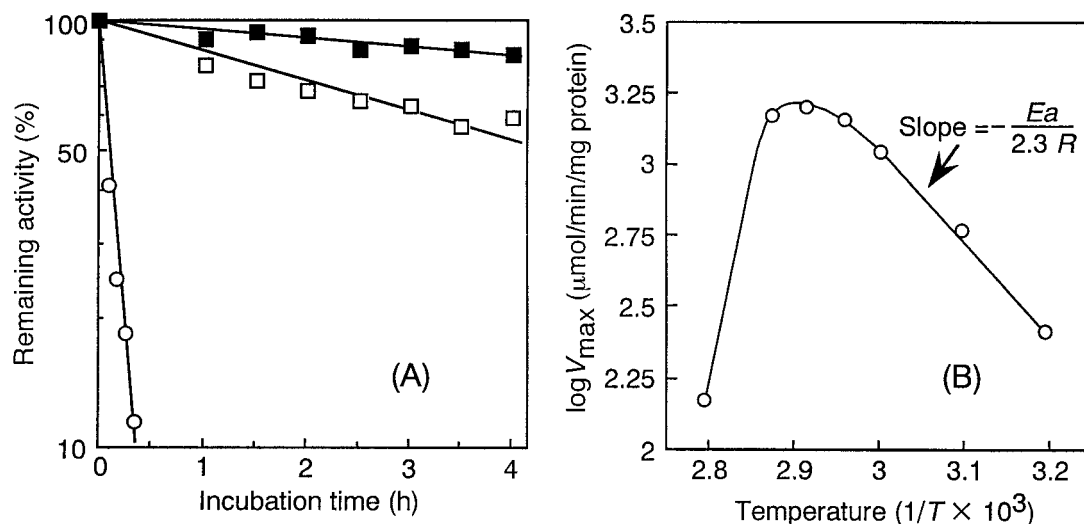 100
50
10
Remaining activity (%)
0
1
2
3
4
Incubation time (h)
(A)
3.5
3.25
3
2.75
2.5
2.25
2
logVmax (μmol/min/mg protein)
Slope = - Ea / 2.3 R
(B)
2.8
2.9
3
3.1
3.2
Temperature (1/T × 10³)